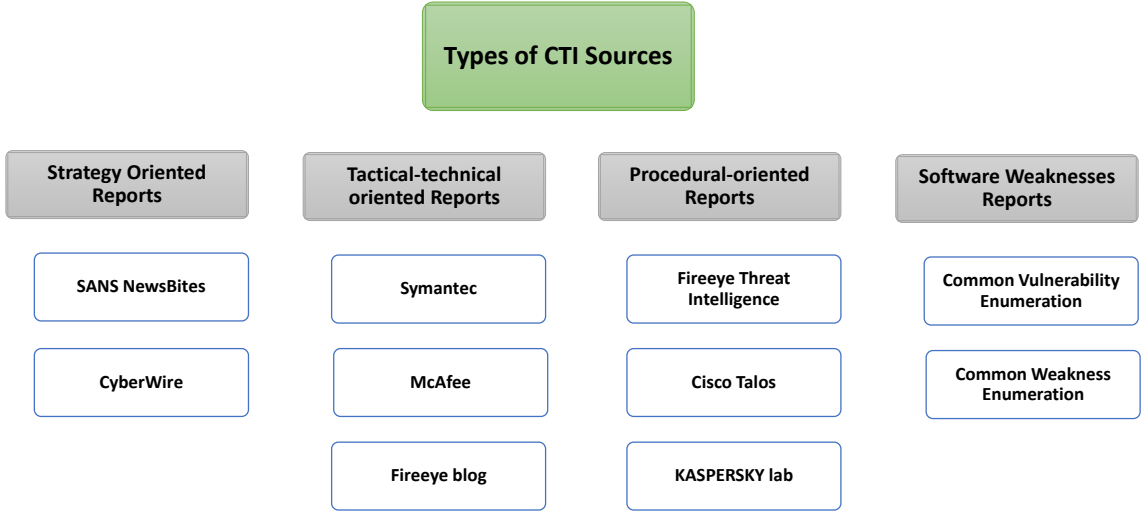 Types of CTI Sources
Strategy Oriented
Reports
Tactical-technical
oriented Reports
Procedural-oriented
Reports
Software Weaknesses
Reports
SANS NewsBites
Symantec
Fireeye Threat
Intelligence
Common Vulnerability
Enumeration
CyberWire
McAfee
Cisco Talos
Common Weakness
Enumeration
Fireeye blog
KASPERSKY lab